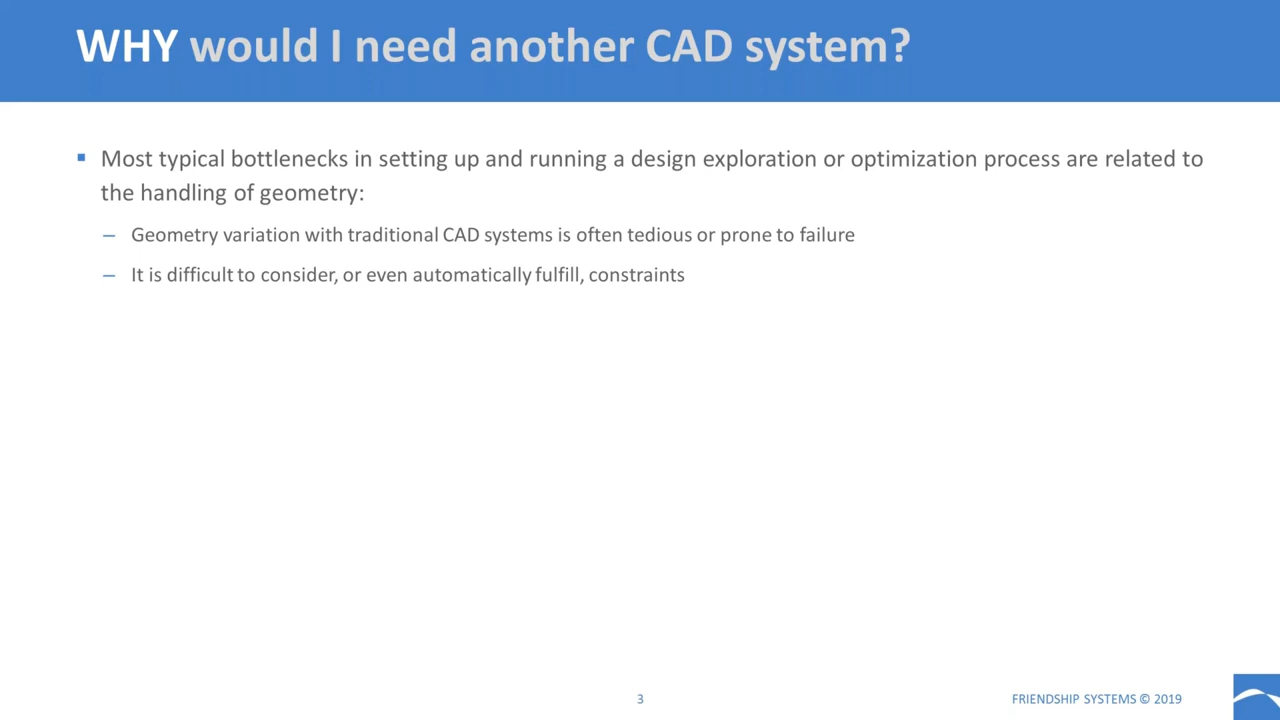 WHY would I need another CAD system?
▪ Most typical bottlenecks in setting up and running a design exploration or optimization process are related to
the handling of geometry:
– Geometry variation with traditional CAD systems is often tedious or prone to failure
– It is difficult to consider, or even automatically fulfill, constraints
3
FRIENDSHIP SYSTEMS © 2019